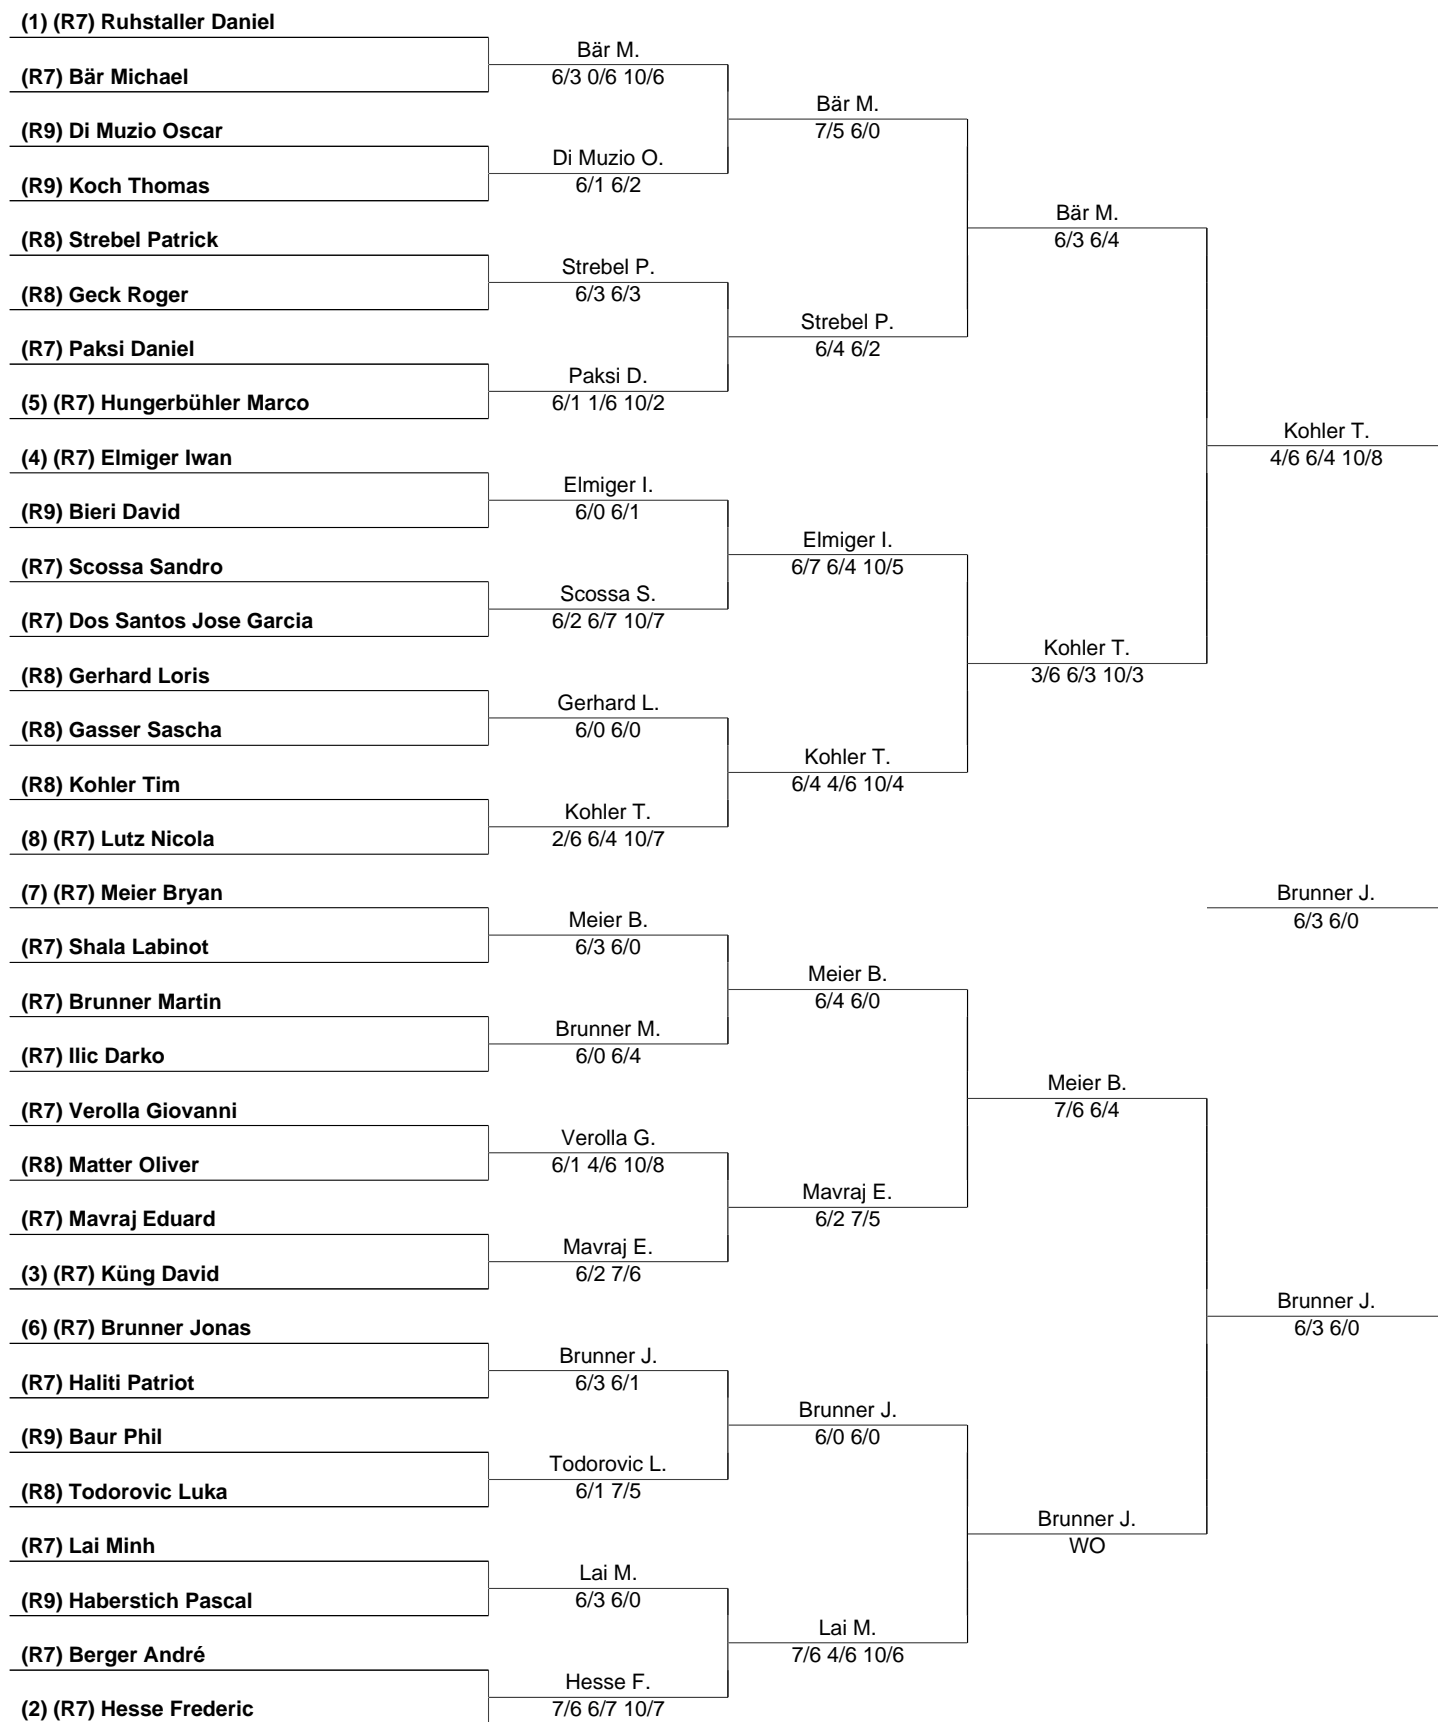 (1) (R7) Ruhstaller Daniel
Bär M.
(R7) Bär Michael
6/3 0/6 10/6
Bär M.
(R9) Di Muzio Oscar
7/5 6/0
Di Muzio O.
(R9) Koch Thomas
6/1 6/2
Bär M.
(R8) Strebel Patrick
6/3 6/4
Strebel P.
(R8) Geck Roger
6/3 6/3
Strebel P.
(R7) Paksi Daniel
6/4 6/2
Paksi D.
(5) (R7) Hungerbühler Marco
6/1 1/6 10/2
Kohler T.
(4) (R7) Elmiger Iwan
4/6 6/4 10/8
Elmiger I.
(R9) Bieri David
6/0 6/1
Elmiger I.
(R7) Scossa Sandro
6/7 6/4 10/5
Scossa S.
(R7) Dos Santos Jose Garcia
6/2 6/7 10/7
Kohler T.
(R8) Gerhard Loris
3/6 6/3 10/3
Gerhard L.
(R8) Gasser Sascha
6/0 6/0
Kohler T.
(R8) Kohler Tim
6/4 4/6 10/4
Kohler T.
(8) (R7) Lutz Nicola
2/6 6/4 10/7
(7) (R7) Meier Bryan
Brunner J.
6/3 6/0
Meier B.
(R7) Shala Labinot
6/3 6/0
Meier B.
(R7) Brunner Martin
6/4 6/0
Brunner M.
(R7) Ilic Darko
6/0 6/4
Meier B.
(R7) Verolla Giovanni
7/6 6/4
Verolla G.
(R8) Matter Oliver
6/1 4/6 10/8
Mavraj E.
(R7) Mavraj Eduard
6/2 7/5
Mavraj E.
(3) (R7) Küng David
6/2 7/6
Brunner J.
(6) (R7) Brunner Jonas
6/3 6/0
Brunner J.
(R7) Haliti Patriot
6/3 6/1
Brunner J.
(R9) Baur Phil
6/0 6/0
Todorovic L.
(R8) Todorovic Luka
6/1 7/5
Brunner J.
(R7) Lai Minh
WO
Lai M.
(R9) Haberstich Pascal
6/3 6/0
Lai M.
(R7) Berger André
7/6 4/6 10/6
Hesse F.
(2) (R7) Hesse Frederic
7/6 6/7 10/7